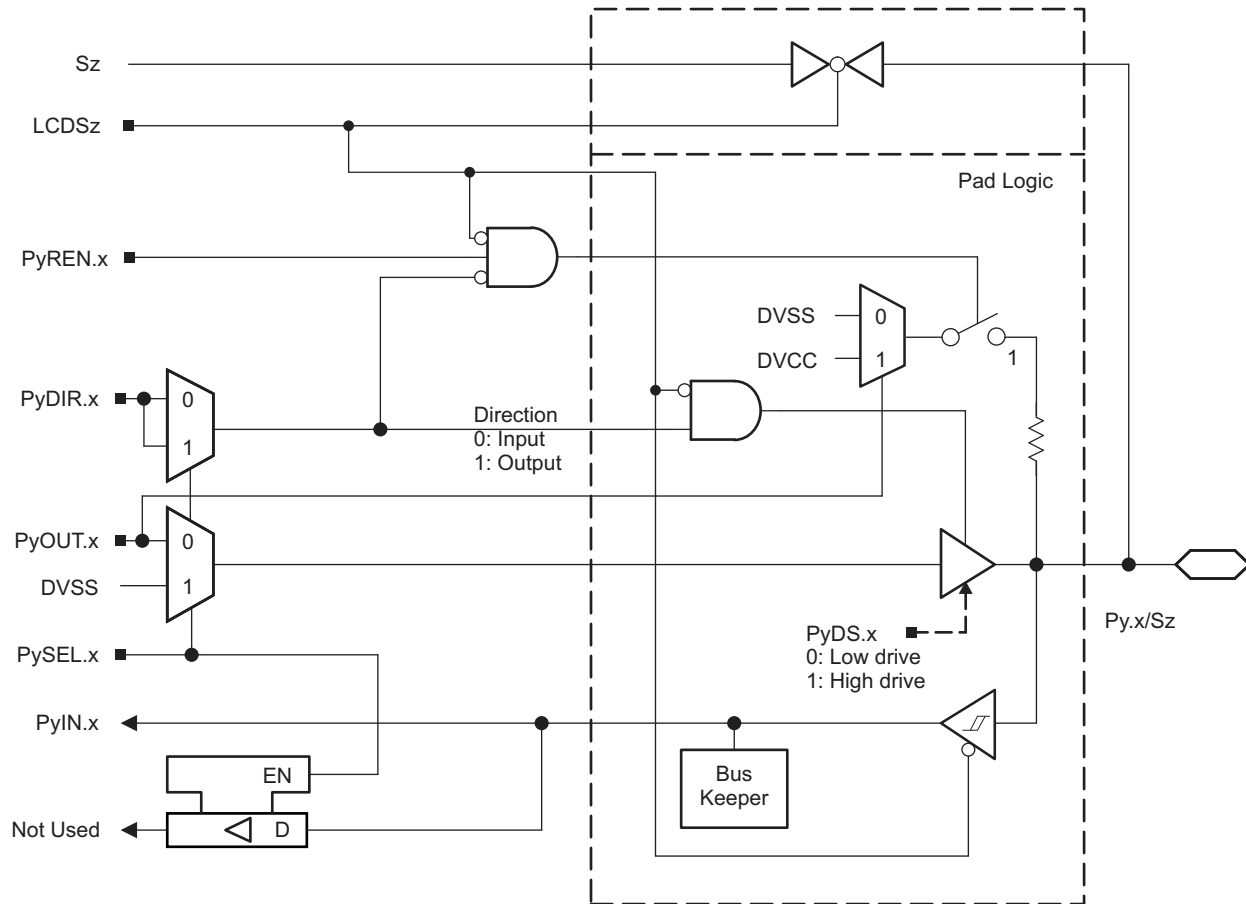 Sz
LCDSz
Pad Logic
PyREN.x
DVSS
0
DVCC
1
1
PyDIR.x
0
1
Direction
0: Input
1: Output
PyOUT.x
0
DVSS
1
PyDS.x
0: Low drive
1: High drive
Py.x/Sz
PySEL.x
PyIN.x
EN
Bus
Keeper
Not Used
D